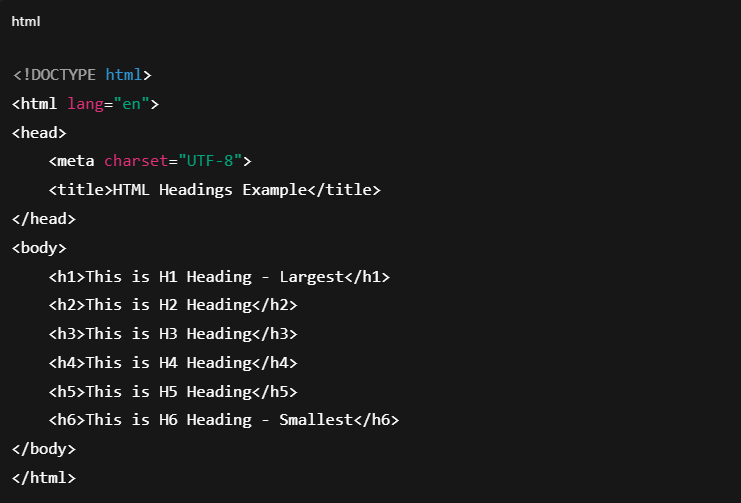 html
<!DOCTYPE html>
<html lang="en">
<head>
    <meta charset="UTF-8">
    <title>HTML Headings Example</title>
</head>
<body>
    <h1>This is H1 Heading - Largest</h1>
    <h2>This is H2 Heading</h2>
    <h3>This is H3 Heading</h3>
    <h4>This is H4 Heading</h4>
    <h5>This is H5 Heading</h5>
    <h6>This is H6 Heading - Smallest</h6>
</body>
</html>